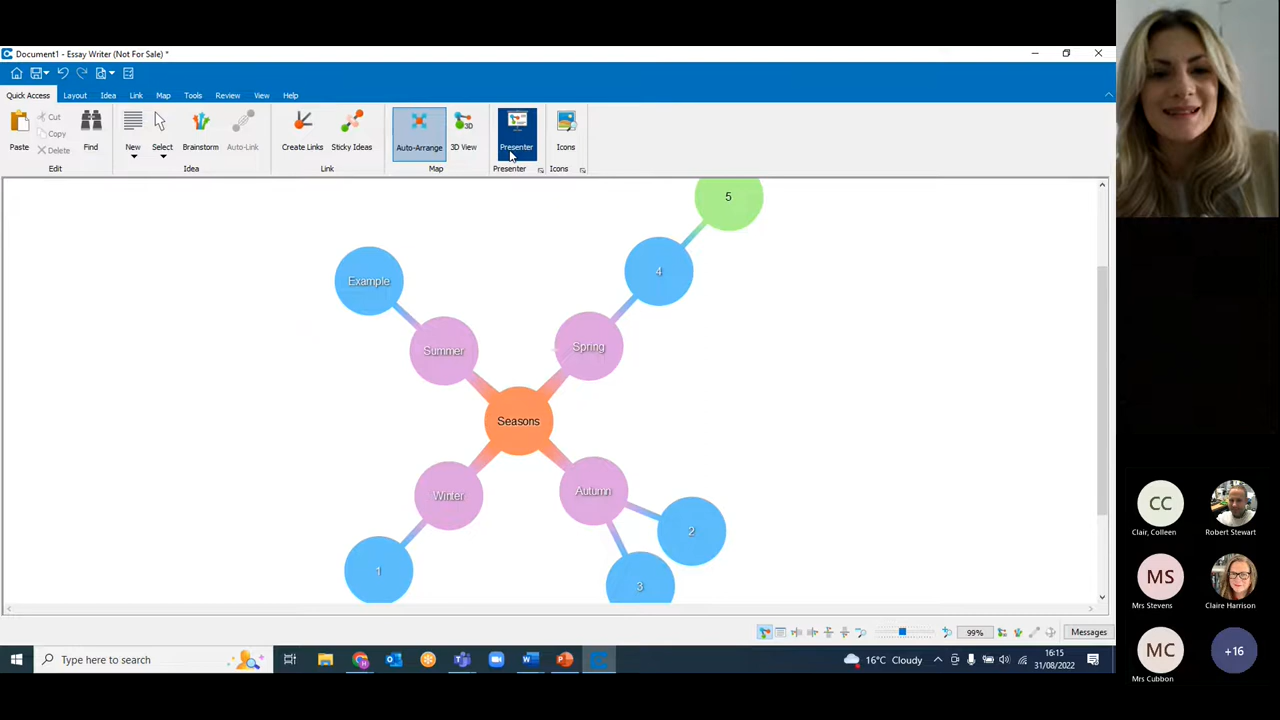 Document1 - Essay Writer (Not For Sale) *
Quick Access Layout Idea Link Map Tools Review View Help
Paste
Cut
Copy
Delete
Find
New
Select
Brainstorm
Auto-Link
Create Links
Sticky Ideas
Auto-Arrange
3D
3D View
Presenter
Icons
Edit Idea Link Map Presenter Icons
5
4
Example
Summer
Spring
Seasons
Winter
Autumn
2
1
3
99%
Messages
Type here to search
16°C Cloudy
16:15
31/08/2022
CC
Clair, Colleen
Robert Stewart
MS
Mrs Stevens
Claire Harrison
MC
Mrs Cubbon
+16